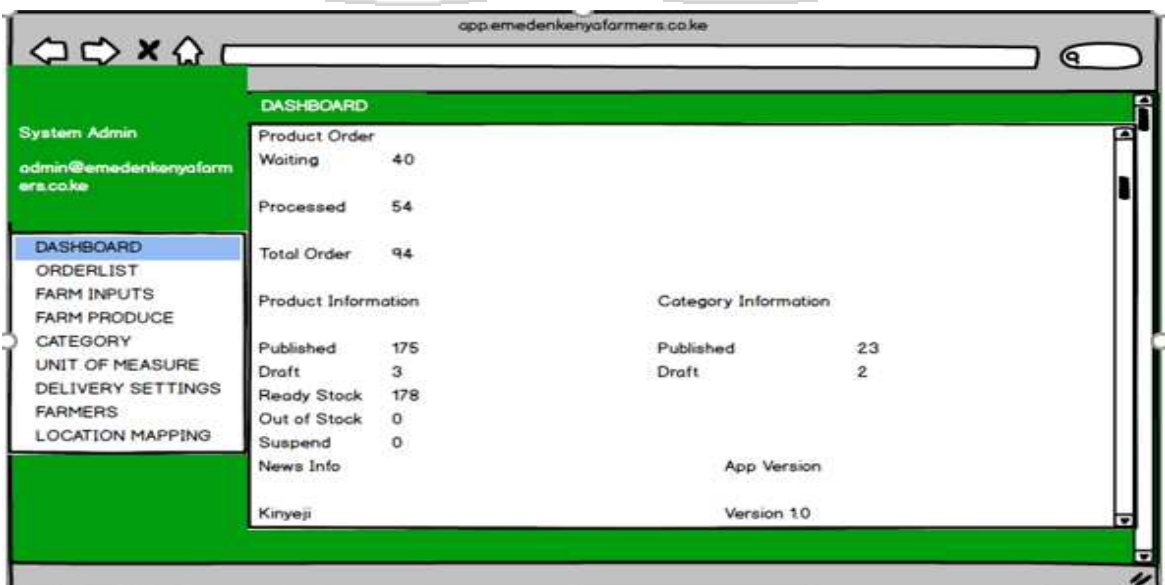 app.emedenkenyafarmers.co.ke
System Admin
admin@emedenkenyafarm
ers.co.ke
DASHBOARD
ORDERLIST
FARM INPUTS
FARM PRODUCE
CATEGORY
UNIT OF MEASURE
DELIVERY SETTINGS
FARMERS
LOCATION MAPPING
DASHBOARD
Product Order
Waiting 40
Processed 54
Total Order 94
Product Information Category Information
Published 175 Published 23
Draft 3 Draft 2
Ready Stock 178
Out of Stock 0
Suspend 0
News Info App Version
Kinyeji Version 1.0